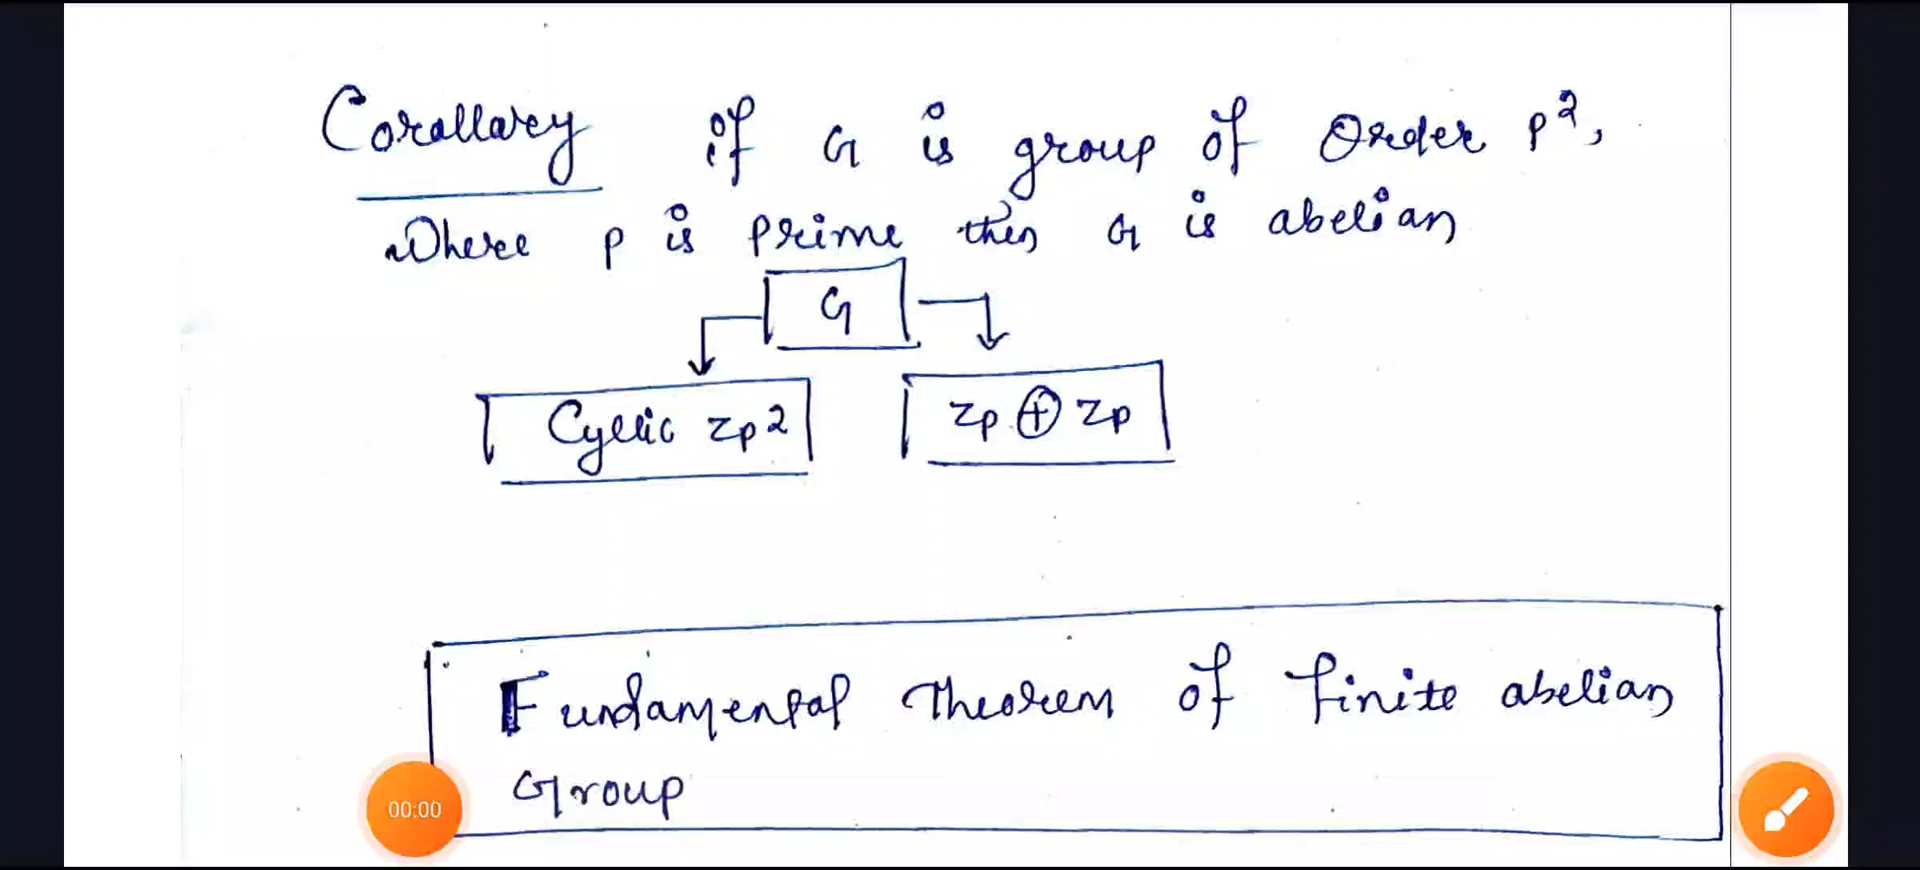 Corollary if G is group of Order p²,
Where p is prime then G is abelian
G
Cyclic Zp² Zp ⊕ Zp
Fundamental Theorem of finite abelian
Group
00:00